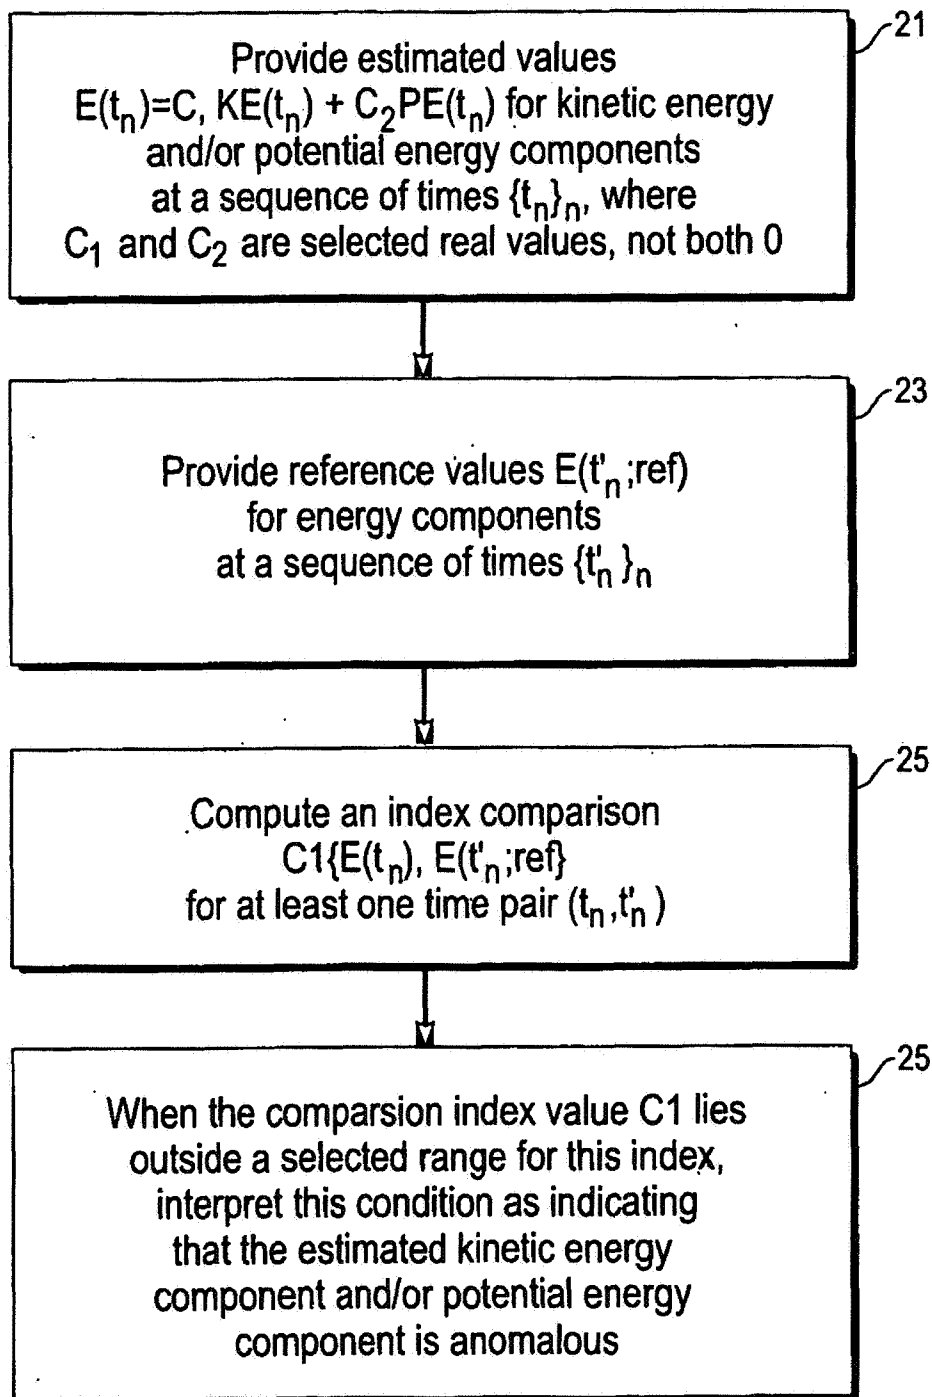 21
Provide estimated values
E(tn)=C, KE(tn) + C2PE(tn) for kinetic energy
and/or potential energy components
at a sequence of times {tn}n, where
C1 and C2 are selected real values, not both 0
23
Provide reference values E(t'n;ref)
for energy components
at a sequence of times {t'n}n
25
Compute an index comparison
C1{E(tn), E(t'n;ref}
for at least one time pair (tn,t'n)
25
When the comparsion index value C1 lies
outside a selected range for this index,
interpret this condition as indicating
that the estimated kinetic energy
component and/or potential energy
component is anomalous